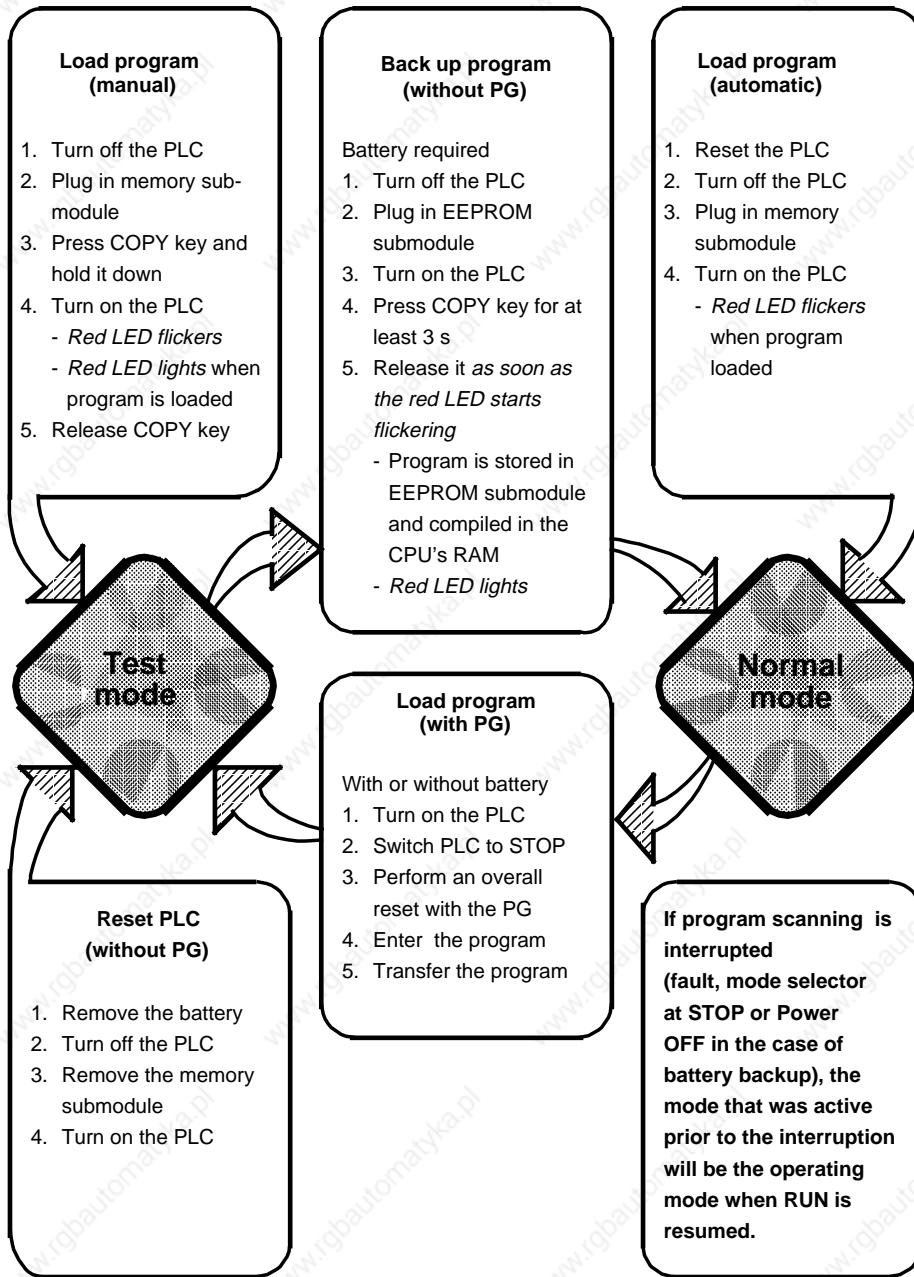 Load program
(manual)
1. Turn off the PLC
2. Plug in memory sub-
module
3. Press COPY key and
hold it down
4. Turn on the PLC
- Red LED flickers
- Red LED lights when
program is loaded
5. Release COPY key
Back up program
(without PG)
Battery required
1. Turn off the PLC
2. Plug in EEPROM
submodule
3. Turn on the PLC
4. Press COPY key for at
least 3 s
5. Release it as soon as
the red LED starts
flickering
- Program is stored in
EEPROM submodule
and compiled in the
CPU's RAM
- Red LED lights
Load program
(automatic)
1. Reset the PLC
2. Turn off the PLC
3. Plug in memory
submodule
4. Turn on the PLC
- Red LED flickers
when program
loaded
Test
mode
Normal
mode
Load program
(with PG)
With or without battery
1. Turn on the PLC
2. Switch PLC to STOP
3. Perform an overall
reset with the PG
4. Enter the program
5. Transfer the program
Reset PLC
(without PG)
1. Remove the battery
2. Turn off the PLC
3. Remove the memory
submodule
4. Turn on the PLC
If program scanning is
interrupted
(fault, mode selector
at STOP or Power
OFF in the case of
battery backup), the
mode that was active
prior to the interruption
will be the operating
mode when RUN is
resumed.
www.rgbautomatyka.pl